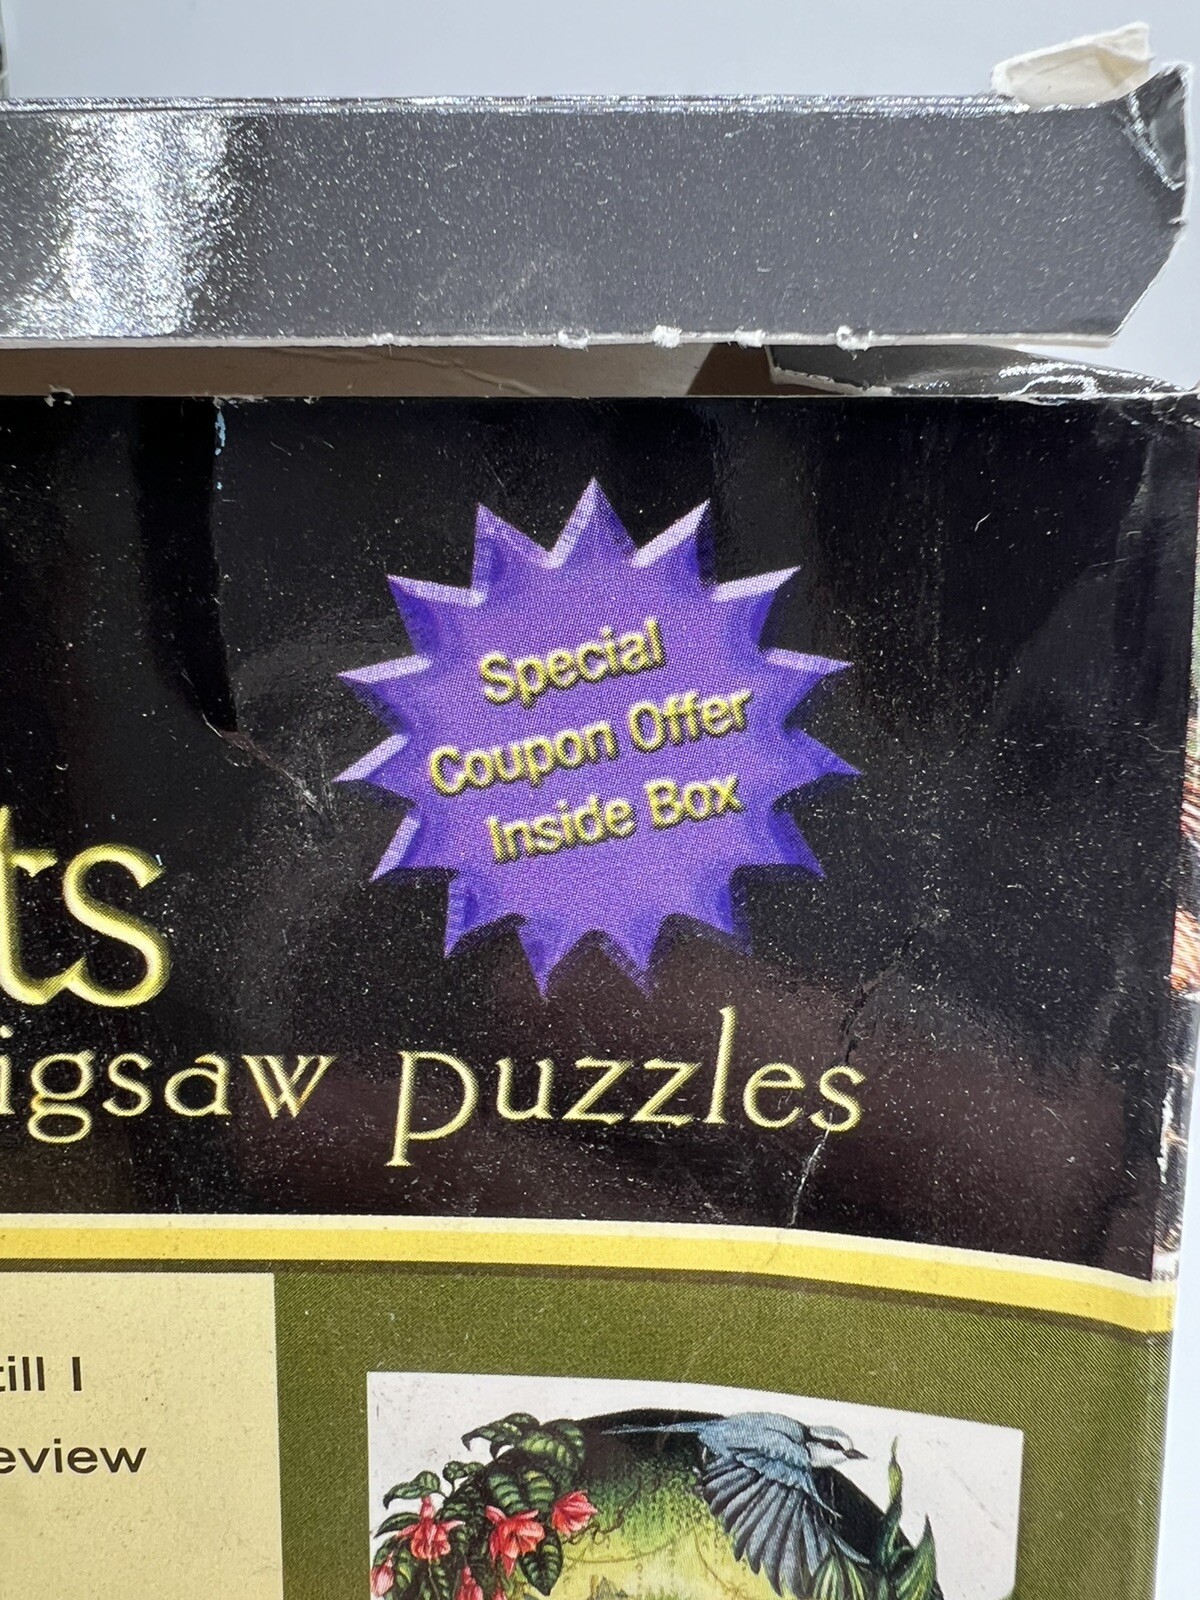 Special
Coupon Offer
Inside Box
ts
igsaw puzzles
till I
eview